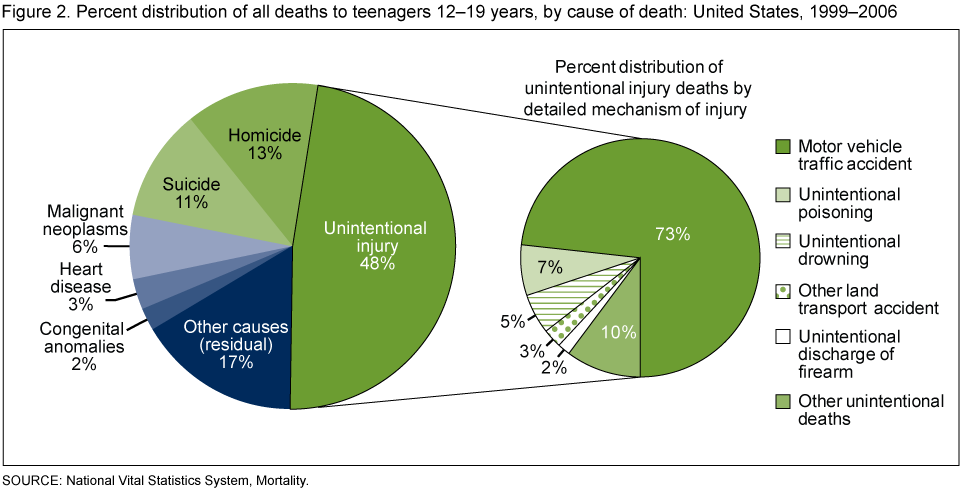 Figure 2. Percent distribution of all deaths to teenagers 12–19 years, by cause of death: United States, 1999–2006
Homicide
13%
Suicide
11%
Malignant
neoplasms
6%
Heart
disease
3%
Congenital
anomalies
2%
Other causes
(residual)
17%
Unintentional
injury
48%
Percent distribution of
unintentional injury deaths by
detailed mechanism of injury
73%
7%
5%
3%
2%
10%
Motor vehicle
traffic accident
Unintentional
poisoning
Unintentional
drowning
Other land
transport accident
Unintentional
discharge of
firearm
Other unintentional
deaths
SOURCE: National Vital Statistics System, Mortality.